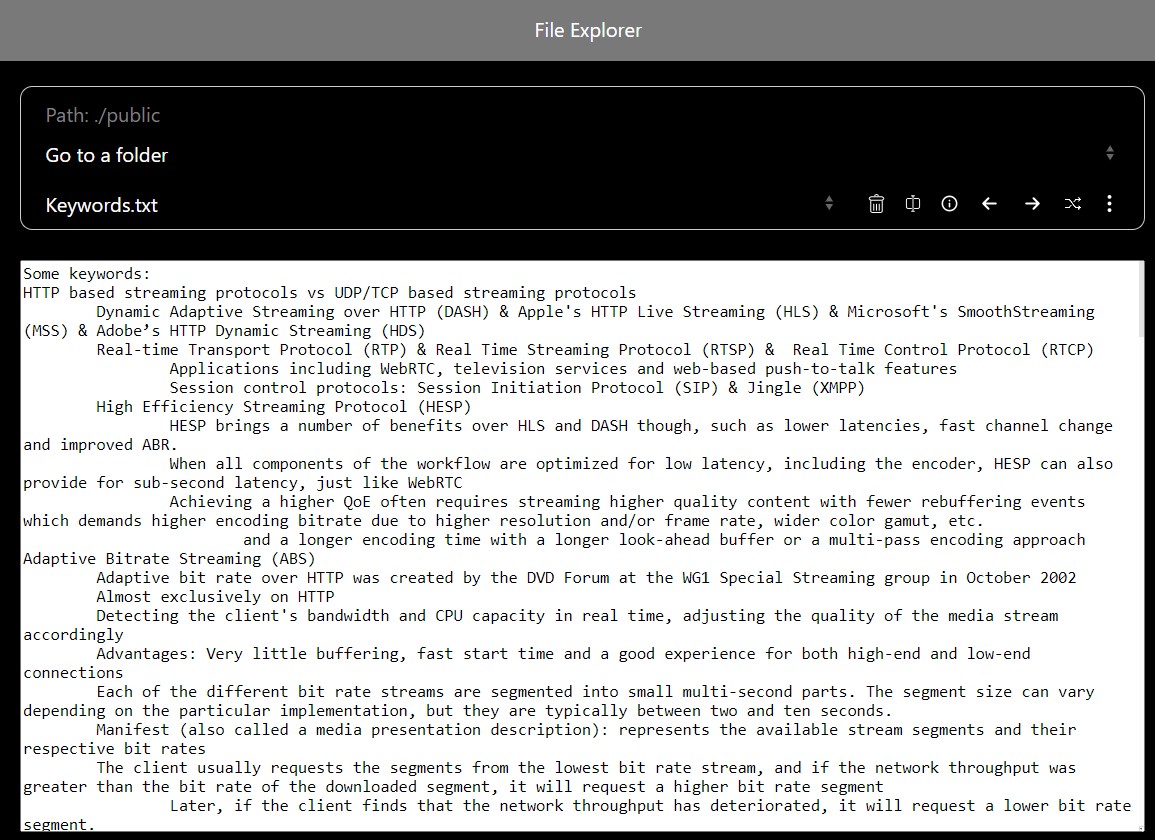 File Explorer
Path: ./public
Go to a folder
Keywords.txt
Some keywords:
HTTP based streaming protocols vs UDP/TCP based streaming protocols
Dynamic Adaptive Streaming over HTTP (DASH) & Apple's HTTP Live Streaming (HLS) & Microsoft's SmoothStreaming
(MSS) & Adobe’s HTTP Dynamic Streaming (HDS)
Real-time Transport Protocol (RTP) & Real Time Streaming Protocol (RTSP) &  Real Time Control Protocol (RTCP)
Applications including WebRTC, television services and web-based push-to-talk features
Session control protocols: Session Initiation Protocol (SIP) & Jingle (XMPP)
High Efficiency Streaming Protocol (HESP)
HESP brings a number of benefits over HLS and DASH though, such as lower latencies, fast channel change
and improved ABR.
When all components of the workflow are optimized for low latency, including the encoder, HESP can also
provide for sub-second latency, just like WebRTC
Achieving a higher QoE often requires streaming higher quality content with fewer rebuffering events
which demands higher encoding bitrate due to higher resolution and/or frame rate, wider color gamut, etc.
and a longer encoding time with a longer look-ahead buffer or a multi-pass encoding approach
Adaptive Bitrate Streaming (ABS)
Adaptive bit rate over HTTP was created by the DVD Forum at the WG1 Special Streaming group in October 2002
Almost exclusively on HTTP
Detecting the client's bandwidth and CPU capacity in real time, adjusting the quality of the media stream
accordingly
Advantages: Very little buffering, fast start time and a good experience for both high-end and low-end
connections
Each of the different bit rate streams are segmented into small multi-second parts. The segment size can vary
depending on the particular implementation, but they are typically between two and ten seconds.
Manifest (also called a media presentation description): represents the available stream segments and their
respective bit rates
The client usually requests the segments from the lowest bit rate stream, and if the network throughput was
greater than the bit rate of the downloaded segment, it will request a higher bit rate segment
Later, if the client finds that the network throughput has deteriorated, it will request a lower bit rate
segment.